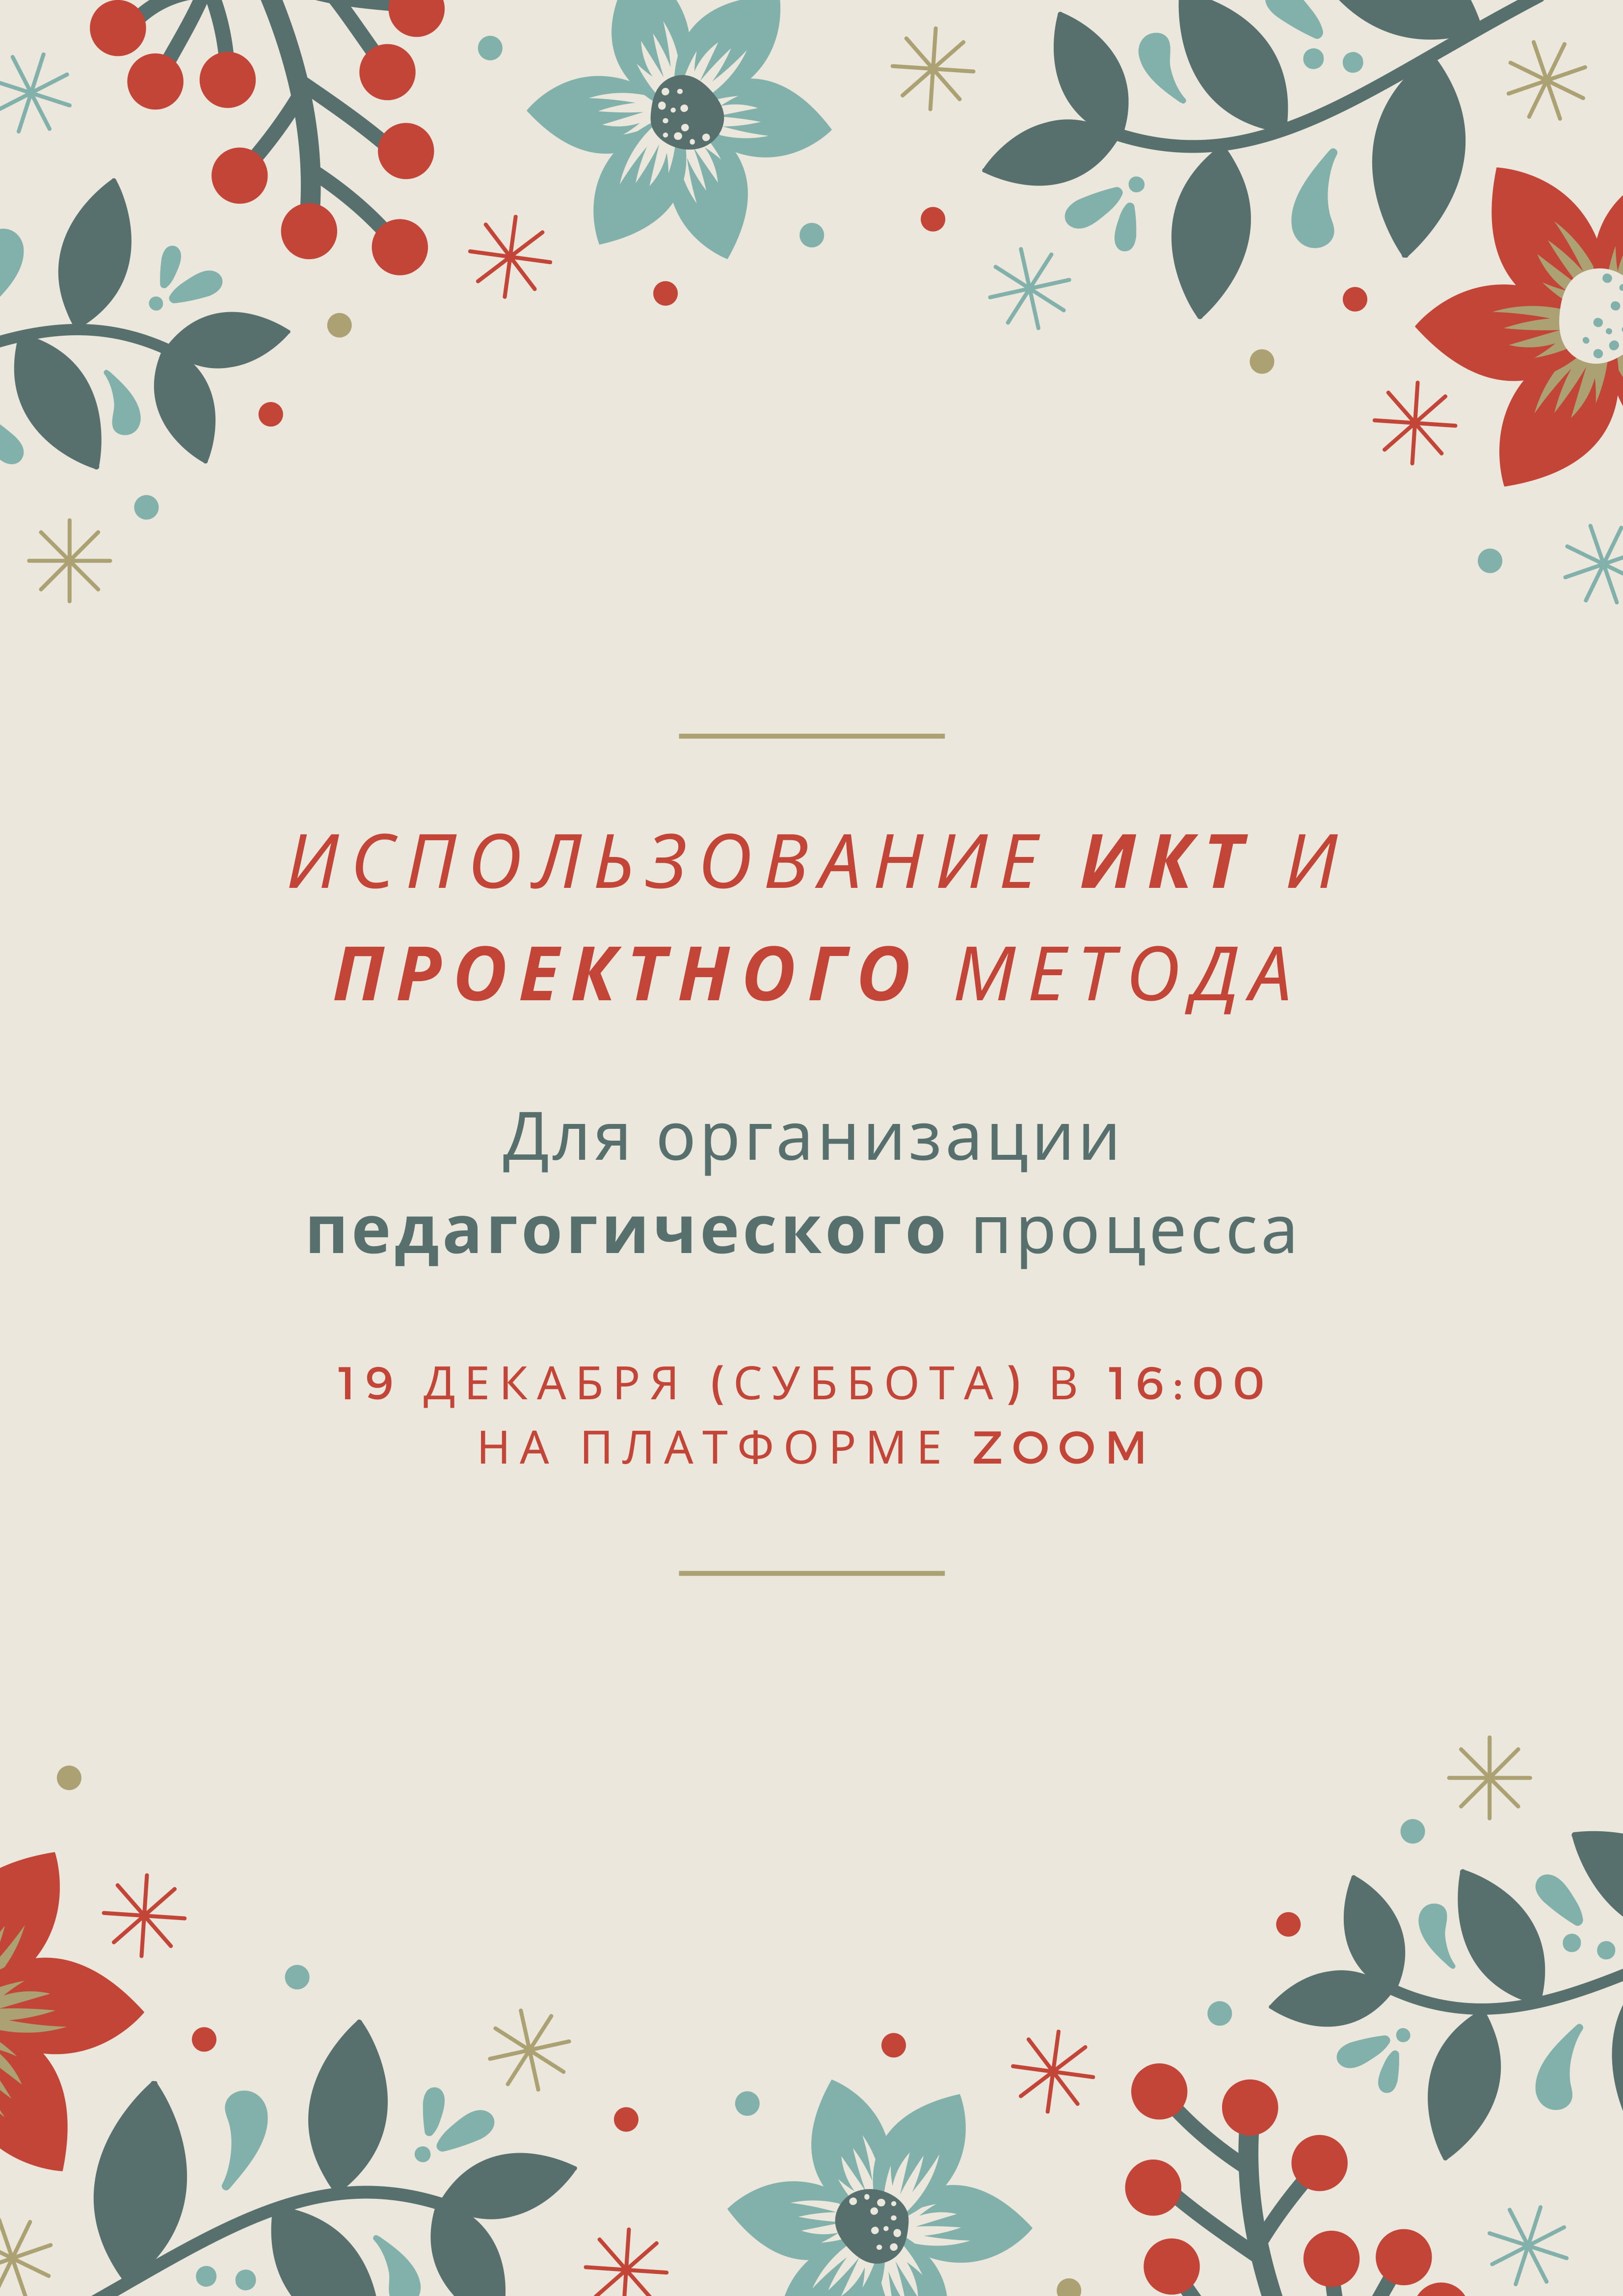 ИСПОЛЬЗОВАНИЕ ИКТ И
ПРОЕКТНОГО МЕТОДА
Для организации
педагогического процесса
19 ДЕКАБРЯ (СУББОТА) В 16:00
НА ПЛАТФОРМЕ ZOOM